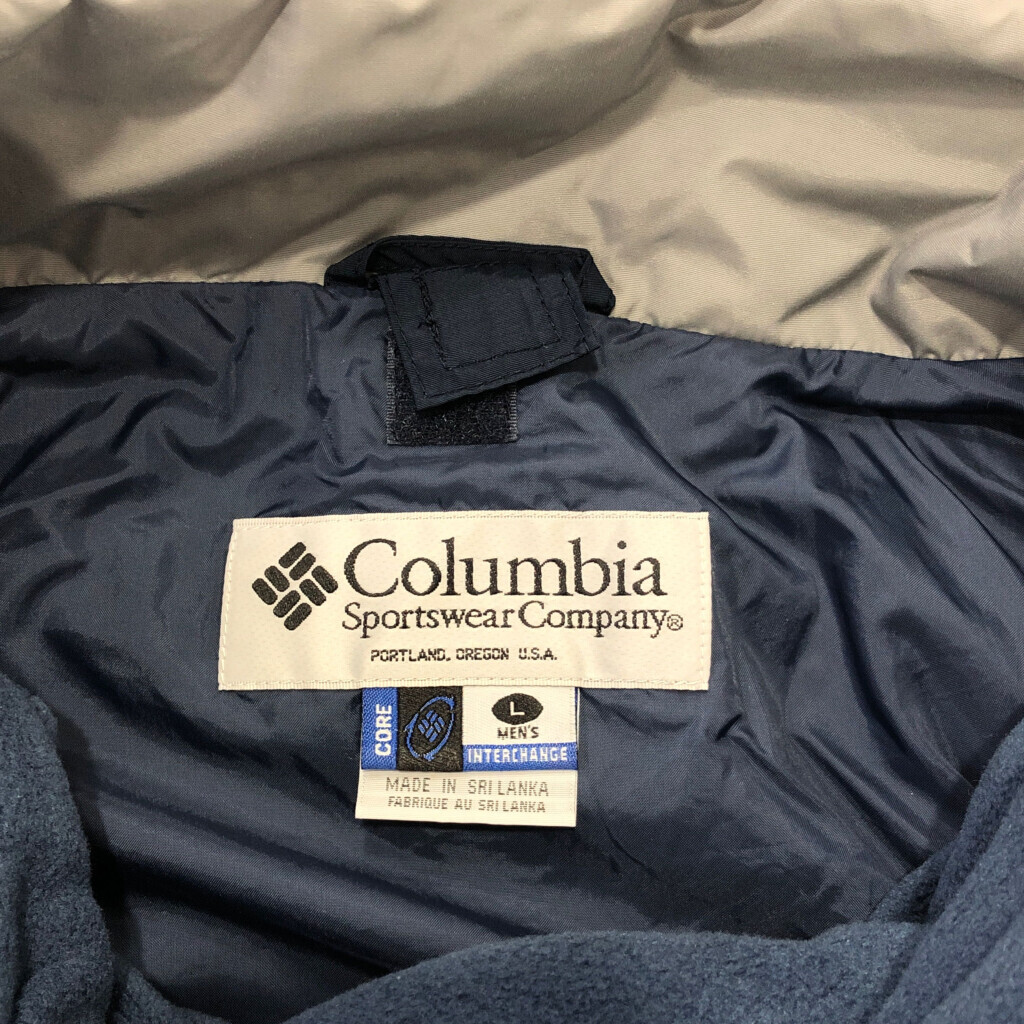 Columbia
Sportswear Company®
PORTLAND, OREGON U.S.A.
CORE
L
MEN'S
INTERCHANGE
MADE IN SRI LANKA
FABRIQUE AU SRI LANKA